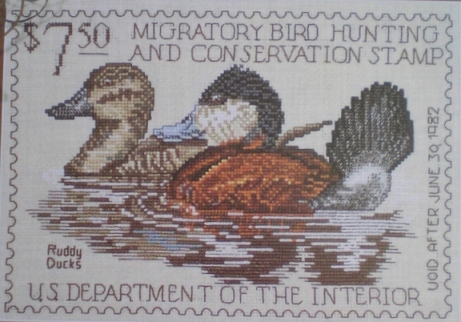 $7.50
MIGRATORY BIRD HUNTING
AND CONSERVATION STAMP
VOID AFTER JUNE 30, 1982
Ruddy
Ducks
U.S. DEPARTMENT OF THE INTERIOR